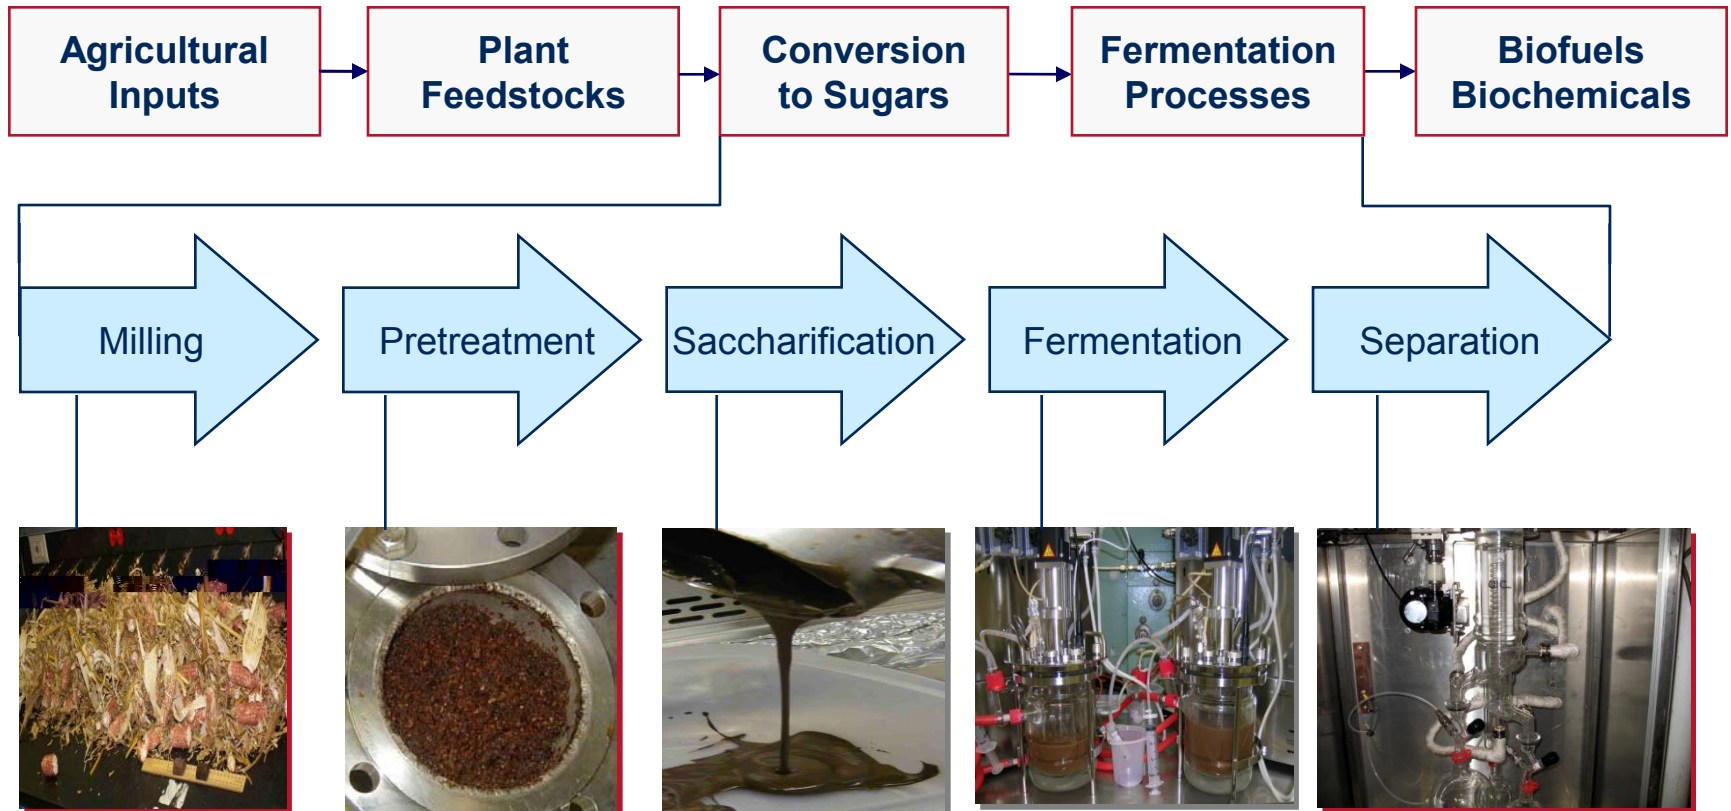 Agricultural
Inputs
Plant
Feedstocks
Conversion
to Sugars
Fermentation
Processes
Biofuels
Biochemicals
Milling
Pretreatment
Saccharification
Fermentation
Separation